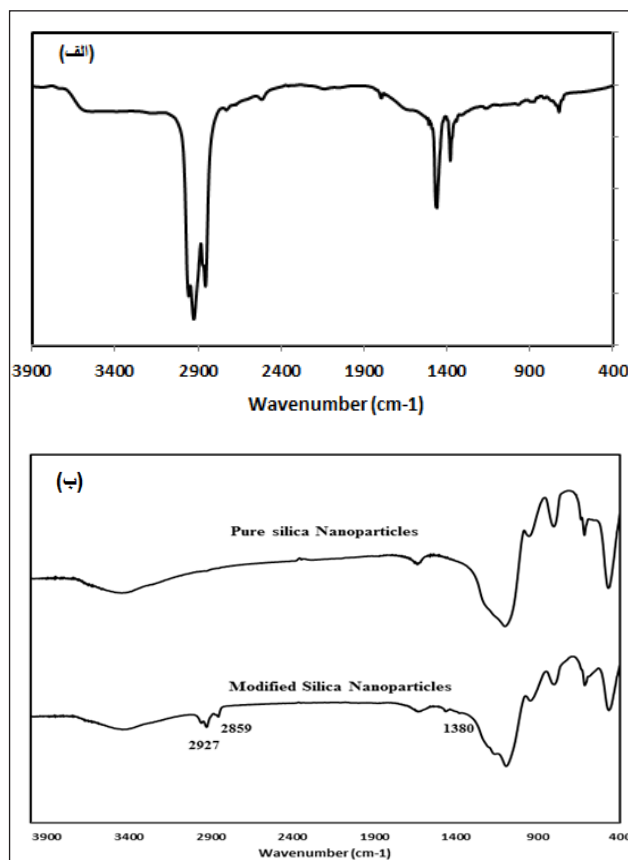 (الف)
3900 3400 2900 2400 1900 1400 900 400
Wavenumber (cm-1)
(ب)
Pure silica Nanoparticles
Modified Silica Nanoparticles
2859
1380
2927
3900 3400 2900 2400 1900 1400 900 400
Wavenumber (cm-1)